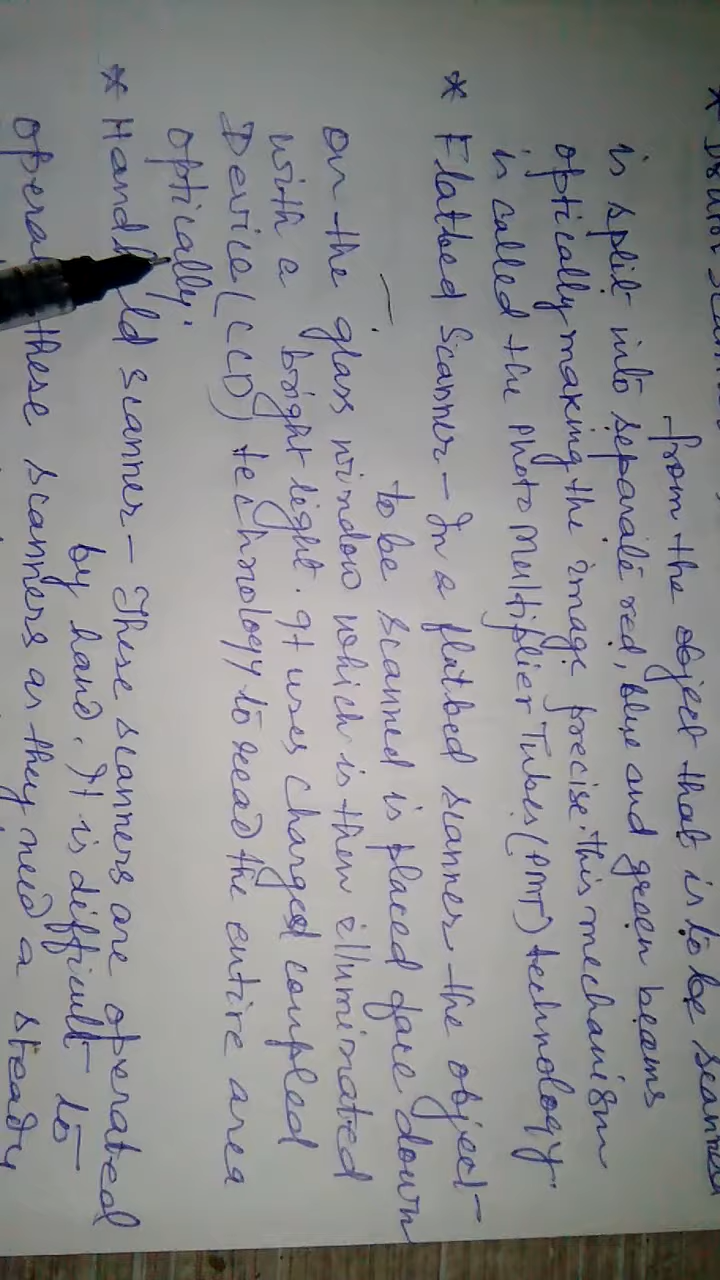 from the object that is to be scanned
is split into separate red, blue and green beams
optically making the image precise. this mechanism
is called the Photo Multiplier Tubes (PMT) technology.
* Flatbed Scanner - In a flatbed scanner the object
to be scanned is placed face down
on the glass window which is then illuminated
with a bright light. It uses charged coupled
Device (CCD) technology to read the entire area
optically.
* Handheld scanner - These scanners are operated
by hand. It is difficult to
operate these scanners as they need a steady